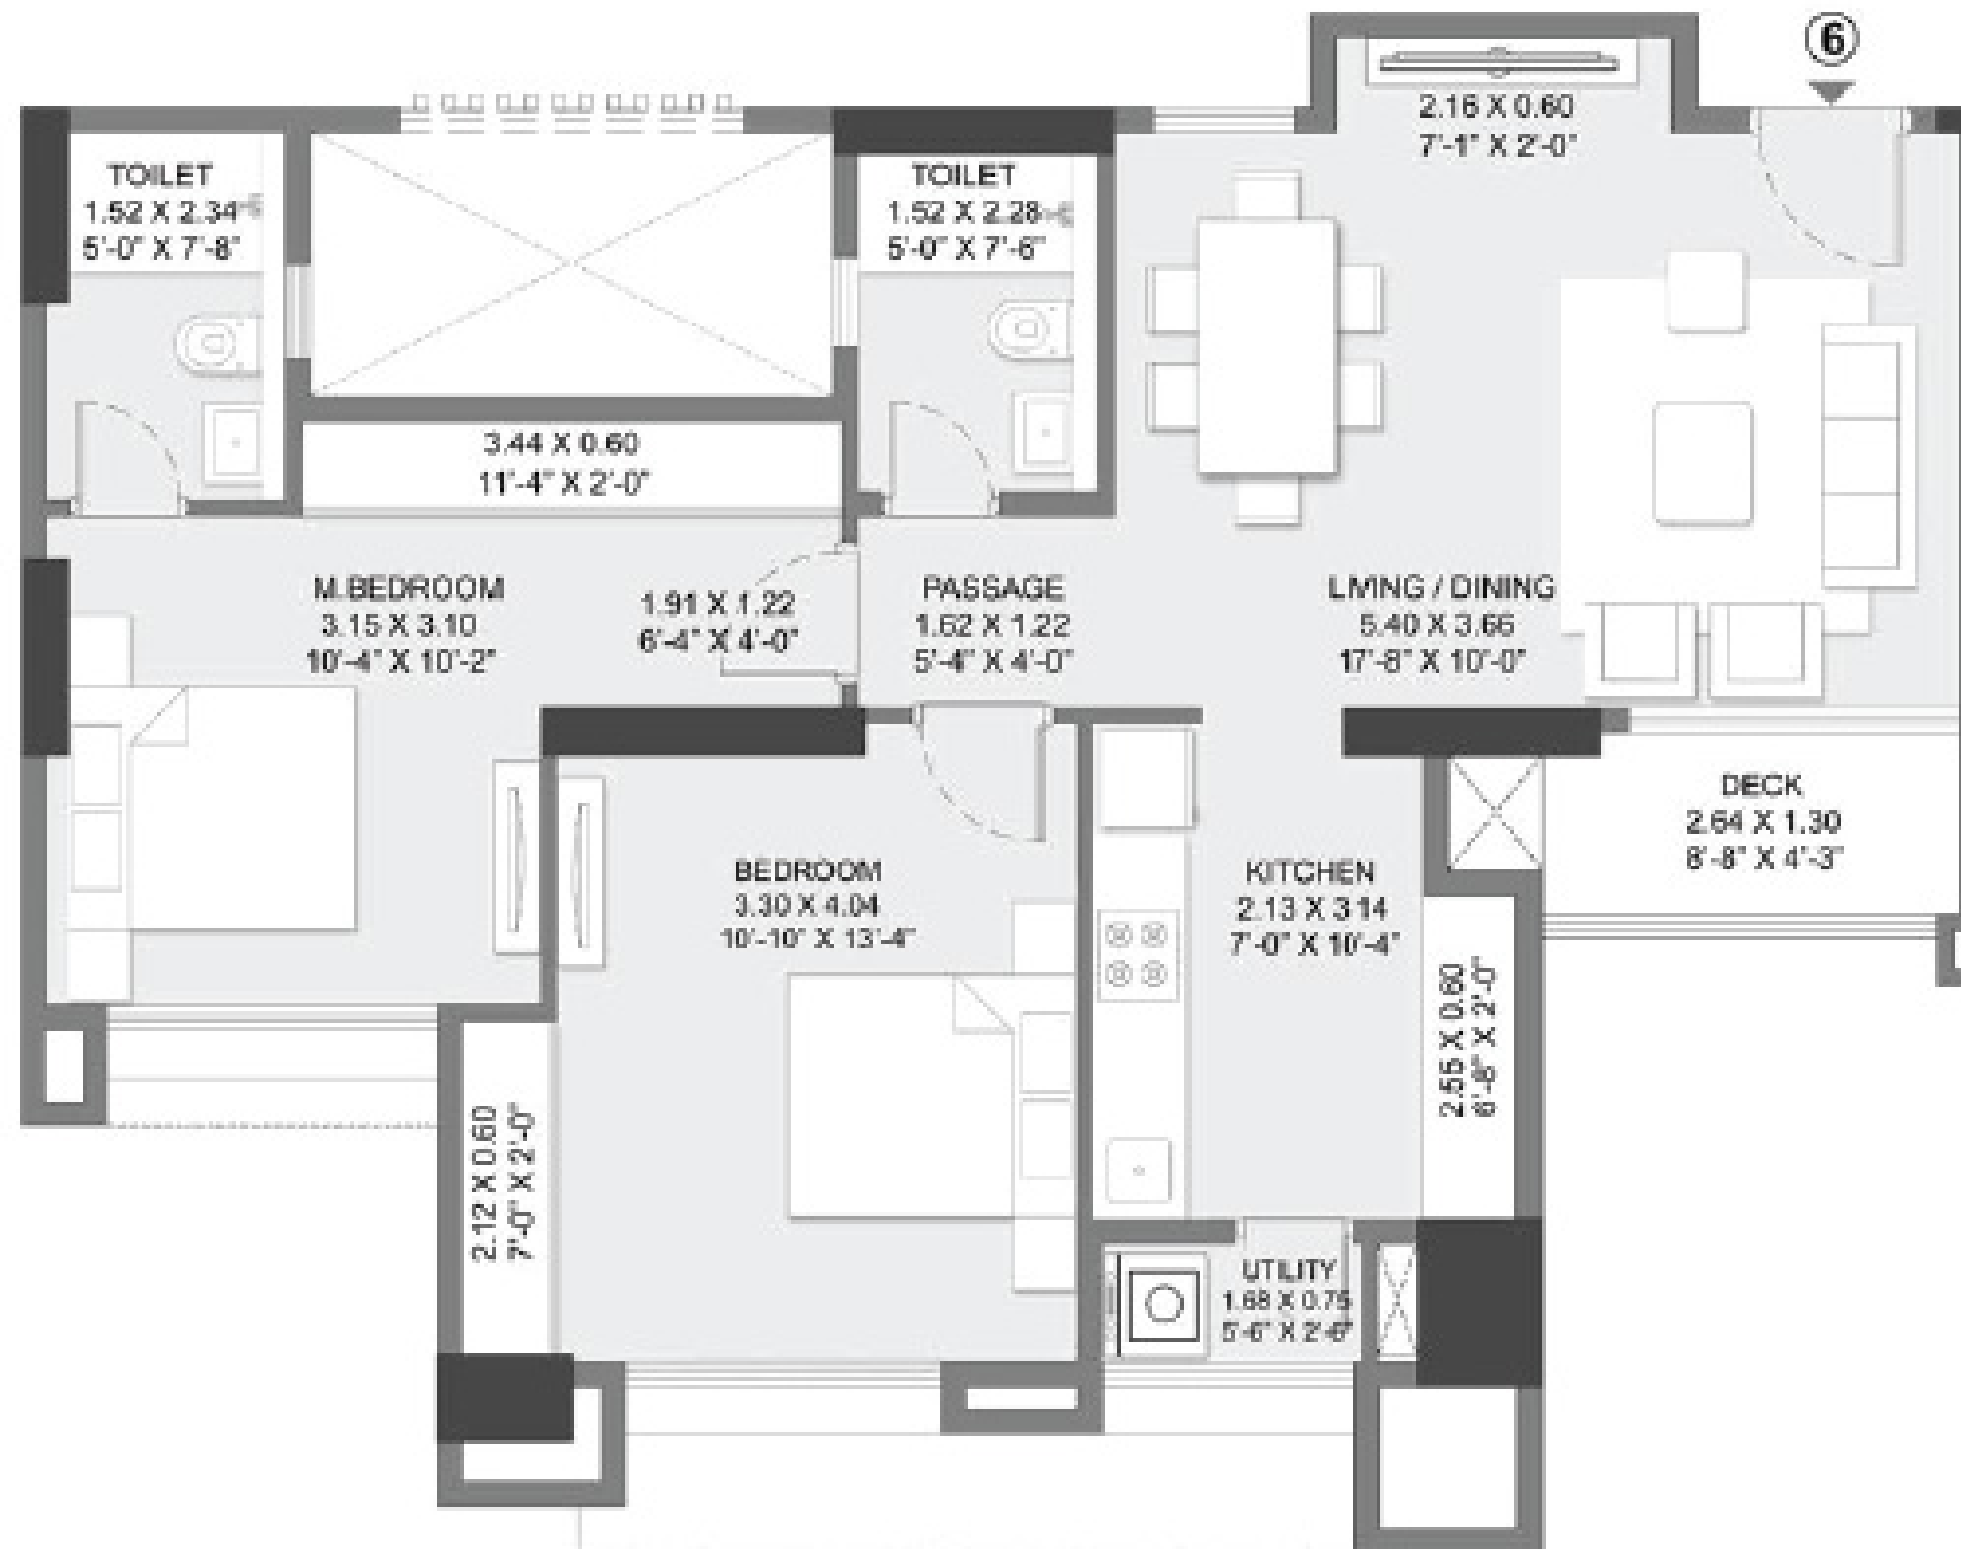 6
2.16 X 0.60
7'-1" X 2'-0"
TOILET
1.52 X 2.34
5'-0" X 7'-8"
TOILET
1.52 X 2.28
5'-0" X 7'-6"
3.44 X 0.60
11'-4" X 2'-0"
M.BEDROOM
3.15 X 3.10
10'-4" X 10'-2"
1.91 X 1.22
6'-4" X 4'-0"
PASSAGE
1.62 X 1.22
5'-4" X 4'-0"
LIVING / DINING
5.40 X 3.66
17'-8" X 10'-0"
DECK
2.64 X 1.30
8'-8" X 4'-3"
BEDROOM
3.30 X 4.04
10'-10" X 13'-4"
KITCHEN
2.13 X 3.14
7'-0" X 10'-4"
2.55 X 0.60
X 2'-0"
2.12 X 0.60
7'-0" X 2'-0"
UTILITY
1.68 X 0.75
5'-6" X 2'-6"